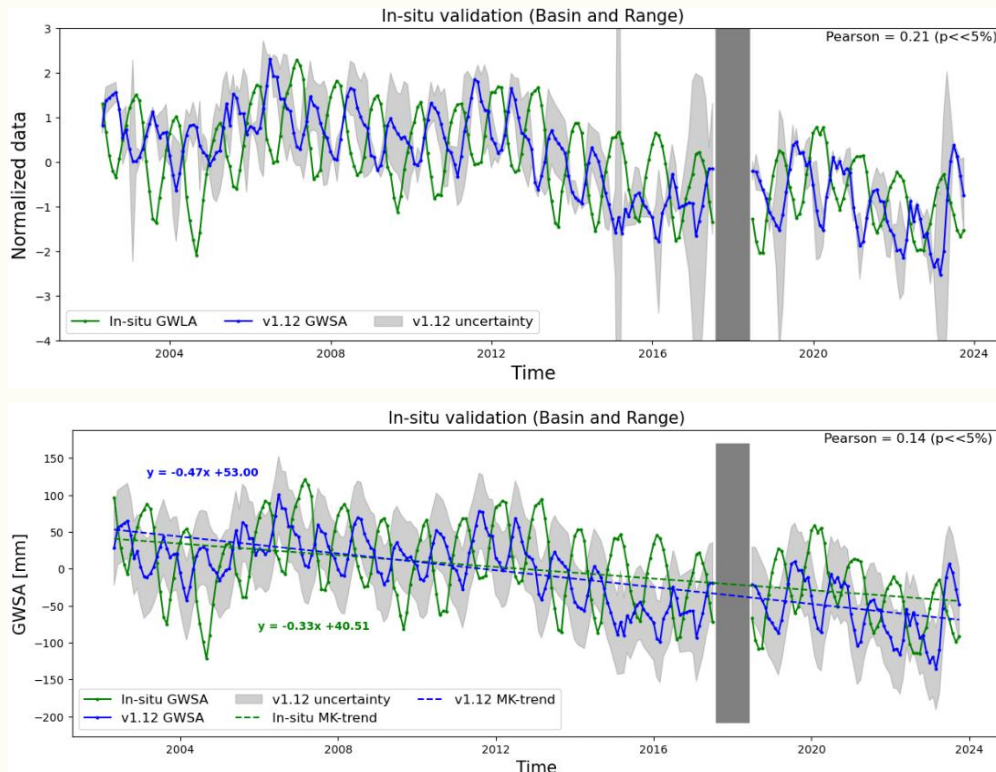 In-situ validation (Basin and Range)
Pearson = 0.21 (p<<5%)
Normalized data
3
2
1
0
−1
−2
−3
−4
In-situ GWLA v1.12 GWSA v1.12 uncertainty
2004 2008 2012 2016 2020 2024
Time
In-situ validation (Basin and Range)
Pearson = 0.14 (p<<5%)
GWSA [mm]
150
100
50
0
−50
−100
−150
−200
y = -0.47x +53.00
y = -0.33x +40.51
In-situ GWSA v1.12 uncertainty v1.12 MK-trend
v1.12 GWSA In-situ MK-trend
2004 2008 2012 2016 2020 2024
Time